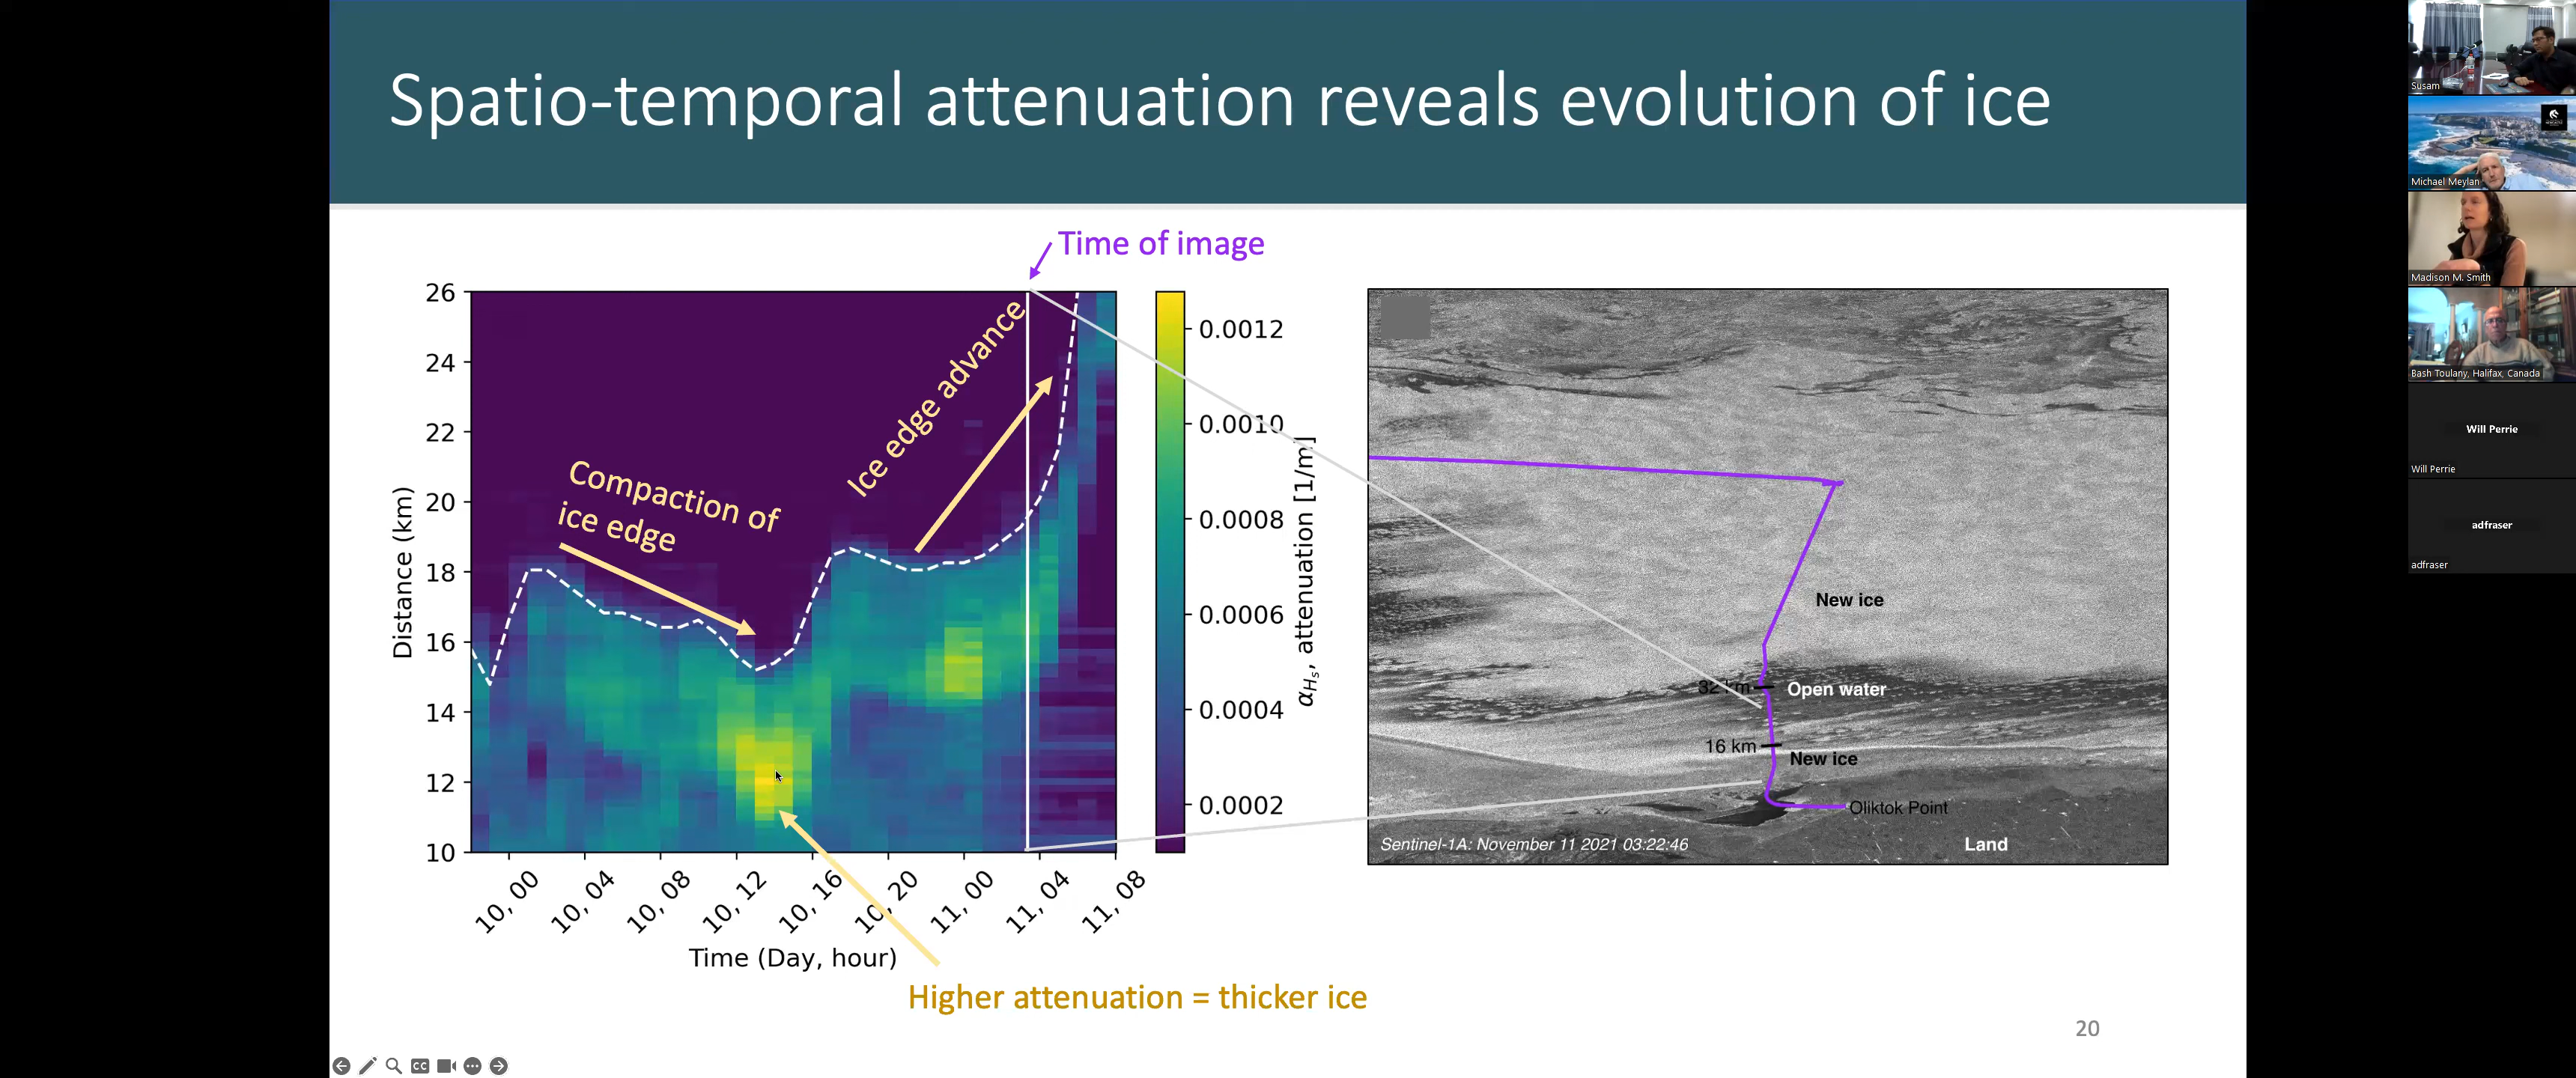 Spatio-temporal attenuation reveals evolution of ice
Time of image
26
24
22
20
18
16
14
12
10
Distance (km)
Compaction of
ice edge
Ice edge advance
10, 00
10, 04
10, 08
10, 12
10, 16
10, 20
11, 00
11, 04
11, 08
Time (Day, hour)
Higher attenuation = thicker ice
0.0012
0.0010
0.0008
0.0006
0.0004
0.0002
αHs, attenuation [1/m]
New ice
32 km
Open water
16 km
New ice
Oliktok Point
Sentinel-1A: November 11 2021 03:22:46
Land
20
CC
Susam
Michael Meylan
Madison M. Smith
Bash Toulany, Halifax, Canada
Will Perrie
Will Perrie
adfraser
adfraser